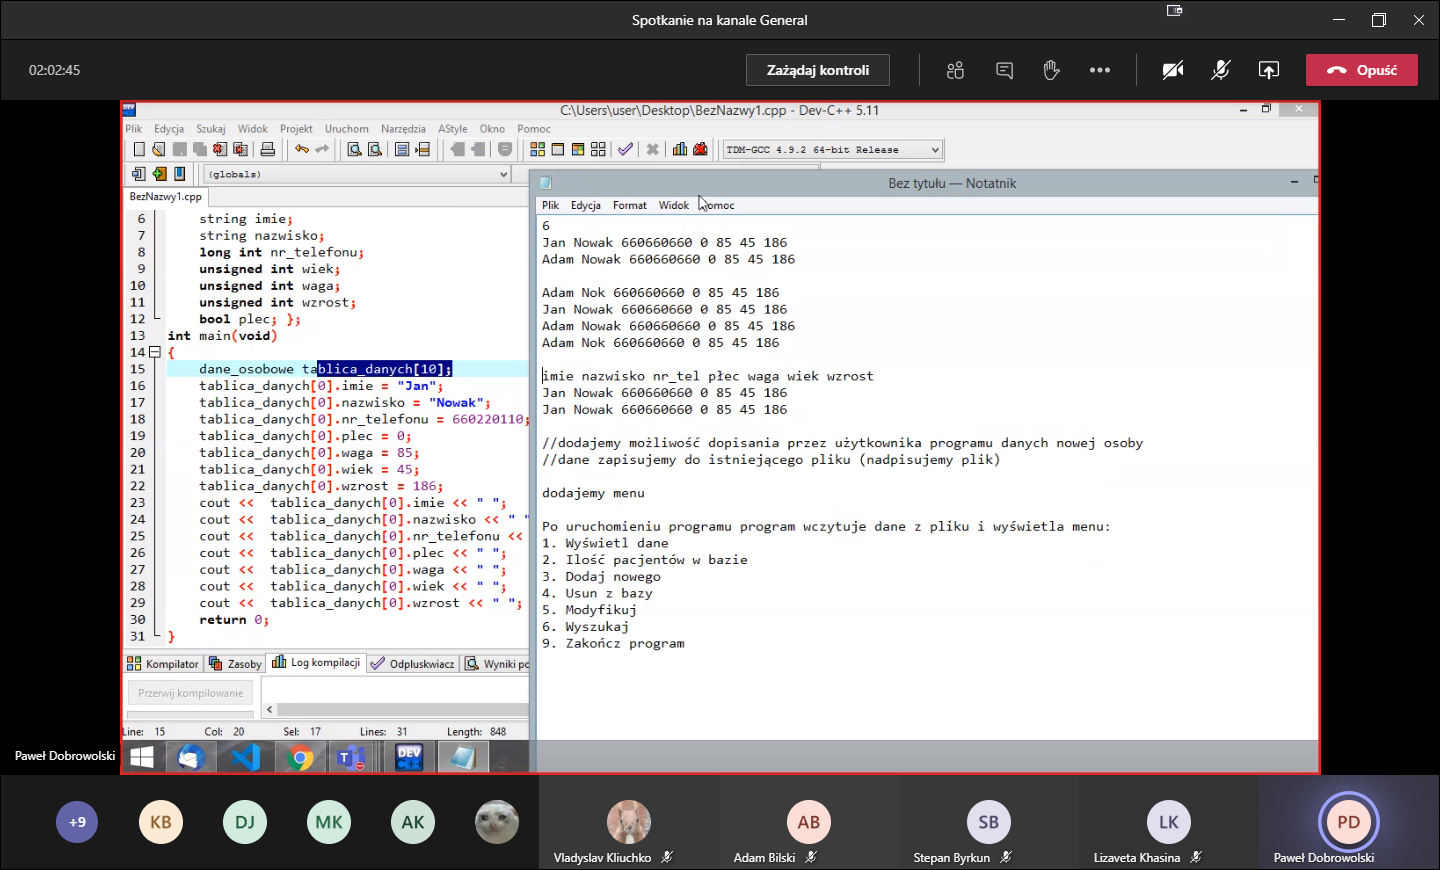 Spotkanie na kanale General
02:02:45
Zażądaj kontroli
Opuść
DEV
C:\Users\user\Desktop\BezNazwy1.cpp - Dev-C++ 5.11
Plik Edycja Szukaj Widok Projekt Uruchom Narzędzia AStyle Okno Pomoc
TDM-GCC 4.9.2 64-bit Release
(globals)
BezNazwy1.cpp
6 string imie;
7 string nazwisko;
8 long int nr_telefonu;
9 unsigned int wiek;
10 unsigned int waga;
11 unsigned int wzrost;
12 bool plec; };
13 int main(void)
14 {
15 dane_osobowe tablica_danych[10];
16 tablica_danych[0].imie = "Jan";
17 tablica_danych[0].nazwisko = "Nowak";
18 tablica_danych[0].nr_telefonu = 660220110;
19 tablica_danych[0].plec = 0;
20 tablica_danych[0].waga = 85;
21 tablica_danych[0].wiek = 45;
22 tablica_danych[0].wzrost = 186;
23 cout << tablica_danych[0].imie << " ";
24 cout << tablica_danych[0].nazwisko << " "
25 cout << tablica_danych[0].nr_telefonu <<
26 cout << tablica_danych[0].plec << " ";
27 cout << tablica_danych[0].waga << " ";
28 cout << tablica_danych[0].wiek << " ";
29 cout << tablica_danych[0].wzrost << " ";
30 return 0;
31 }
Kompilator Zasoby Log kompilacji Odpluskwiacz Wyniki
Przerwij kompilowanie
Line: 15 Col: 20 Sel: 17 Lines: 31 Length: 848
Bez tytułu — Notatnik
Plik Edycja Format Widok Pomoc
6
Jan Nowak 660660660 0 85 45 186
Adam Nowak 660660660 0 85 45 186
Adam Nok 660660660 0 85 45 186
Jan Nowak 660660660 0 85 45 186
Adam Nowak 660660660 0 85 45 186
Adam Nok 660660660 0 85 45 186
imie nazwisko nr_tel płec waga wiek wzrost
Jan Nowak 660660660 0 85 45 186
Jan Nowak 660660660 0 85 45 186
//dodajemy możliwość dopisania przez użytkownika programu danych nowej osoby
//dane zapisujemy do istniejącego pliku (nadpisujemy plik)
dodajemy menu
Po uruchomieniu programu program wczytuje dane z pliku i wyświetla menu:
1. Wyświetl dane
2. Ilość pacjentów w bazie
3. Dodaj nowego
4. Usun z bazy
5. Modyfikuj
6. Wyszukaj
9. Zakończ program
Paweł Dobrowolski
DEV
+9
KB
DJ
MK
AK
Vladyslav Kliuchko
AB
Adam Bilski
SB
Stepan Byrkun
LK
Lizaveta Khasina
PD
Paweł Dobrowolski